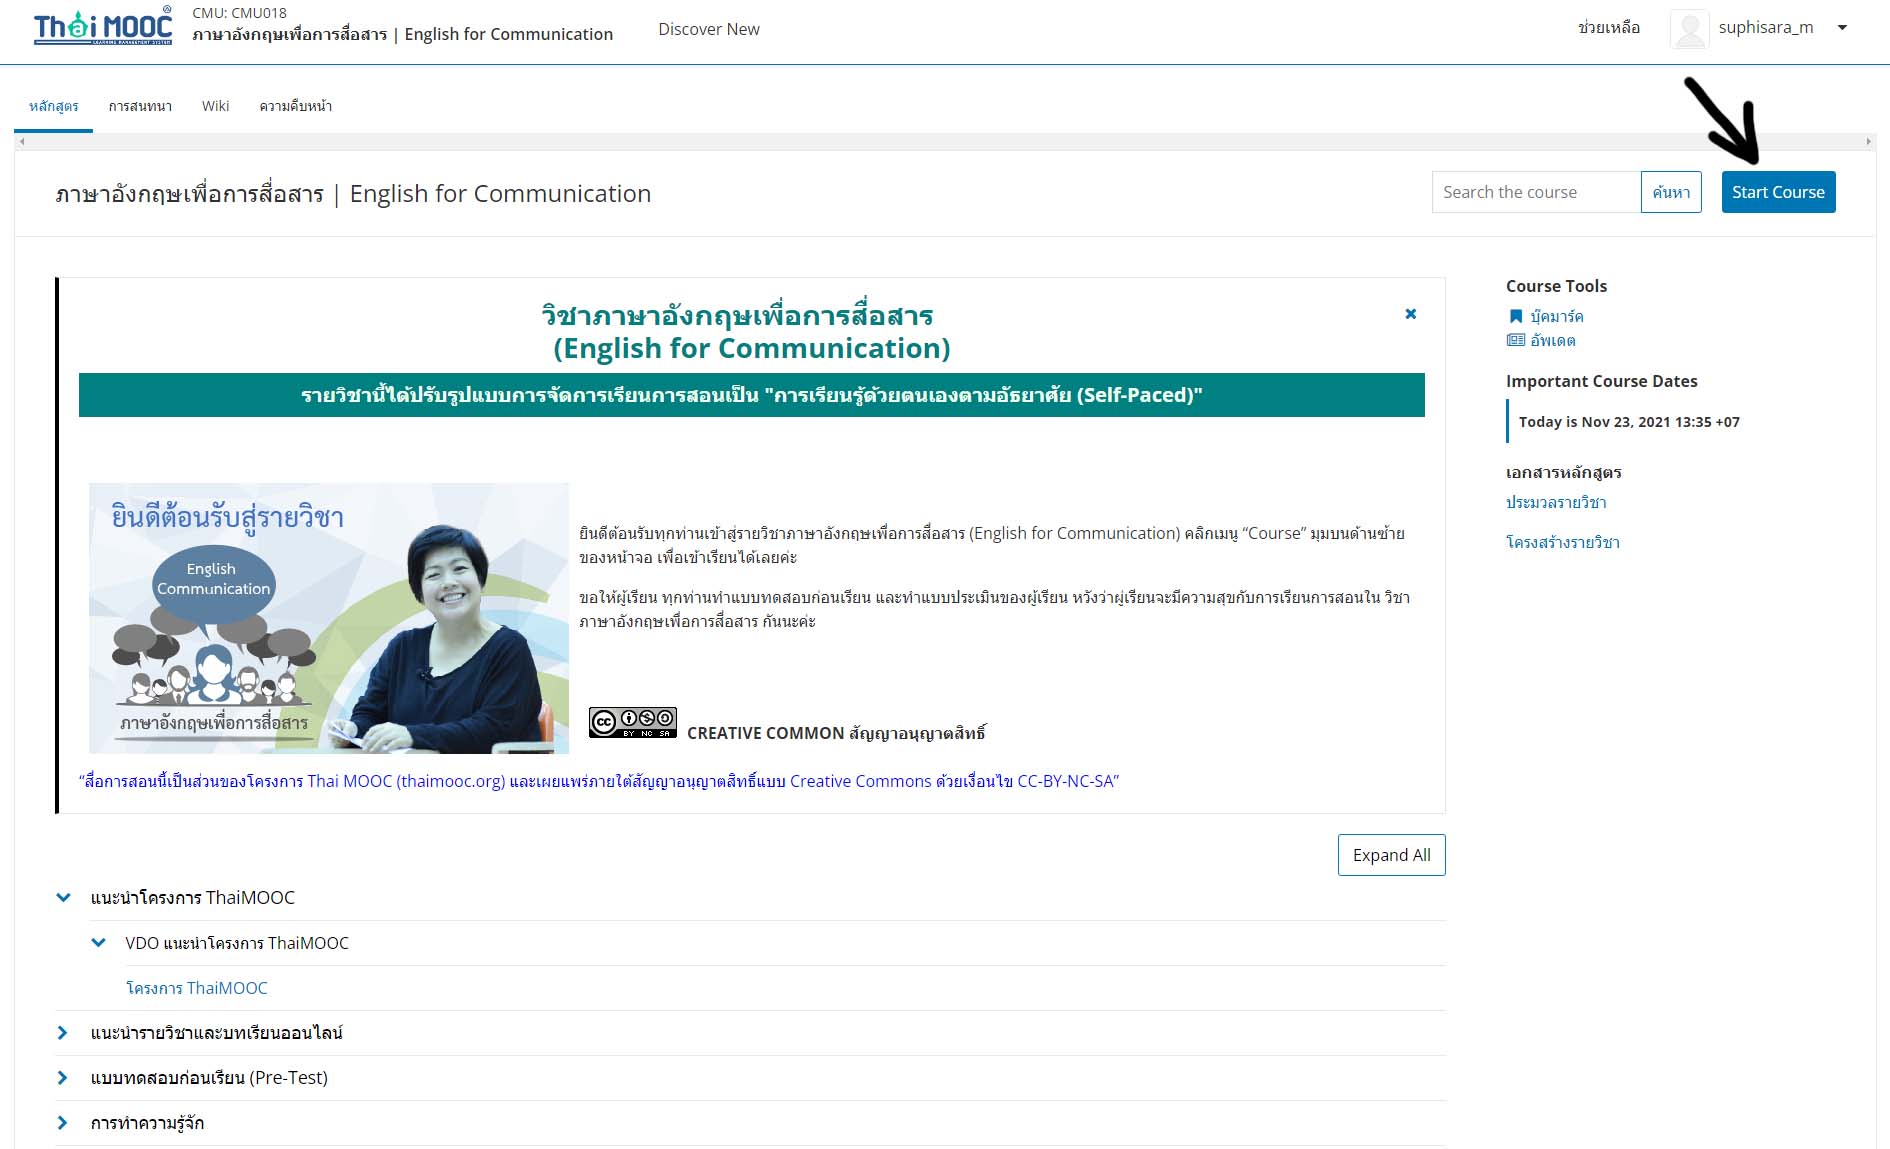 Thai MOOC
LEARNING MANAGEMENT SYSTEM
CMU: CMU018
ภาษาอังกฤษเพื่อการสื่อสาร | English for Communication
Discover New
ช่วยเหลือ
suphisara_m
หลักสูตร
การสนทนา
Wiki
ความคืบหน้า
ภาษาอังกฤษเพื่อการสื่อสาร | English for Communication
Search the course
ค้นหา
Start Course
วิชาภาษาอังกฤษเพื่อการสื่อสาร
(English for Communication)
รายวิชานี้ได้ปรับรูปแบบการจัดการเรียนการสอนเป็น "การเรียนรู้ด้วยตนเองตามอัธยาศัย (Self-Paced)"
ยินดีต้อนรับสู่รายวิชา
English
Communication
ภาษาอังกฤษเพื่อการสื่อสาร
ยินดีต้อนรับทุกท่านเข้าสู่รายวิชาภาษาอังกฤษเพื่อการสื่อสาร (English for Communication) คลิกเมนู “Course” มุมบนด้านซ้าย
ของหน้าจอ เพื่อเข้าเรียนได้เลยค่ะ
ขอให้ผู้เรียน ทุกท่านทำแบบทดสอบก่อนเรียน และทำแบบประเมินของผู้เรียน หวังว่าผู่เรียนจะมีความสุขกับการเรียนการสอนใน วิชา
ภาษาอังกฤษเพื่อการสื่อสาร กันนะค่ะ
cc BY NC SA
CREATIVE COMMON สัญญาอนุญาตสิทธิ์
“สื่อการสอนนี้เป็นส่วนของโครงการ Thai MOOC (thaimooc.org) และเผยแพร่ภายใต้สัญญาอนุญาตสิทธิ์แบบ Creative Commons ด้วยเงื่อนไข CC-BY-NC-SA”
Expand All
แนะนำโครงการ ThaiMOOC
VDO แนะนำโครงการ ThaiMOOC
โครงการ ThaiMOOC
แนะนำรายวิชาและบทเรียนออนไลน์
แบบทดสอบก่อนเรียน (Pre-Test)
การทำความรู้จัก
Course Tools
บุ๊คมาร์ค
อัพเดต
Important Course Dates
Today is Nov 23, 2021 13:35 +07
เอกสารหลักสูตร
ประมวลรายวิชา
โครงสร้างรายวิชา